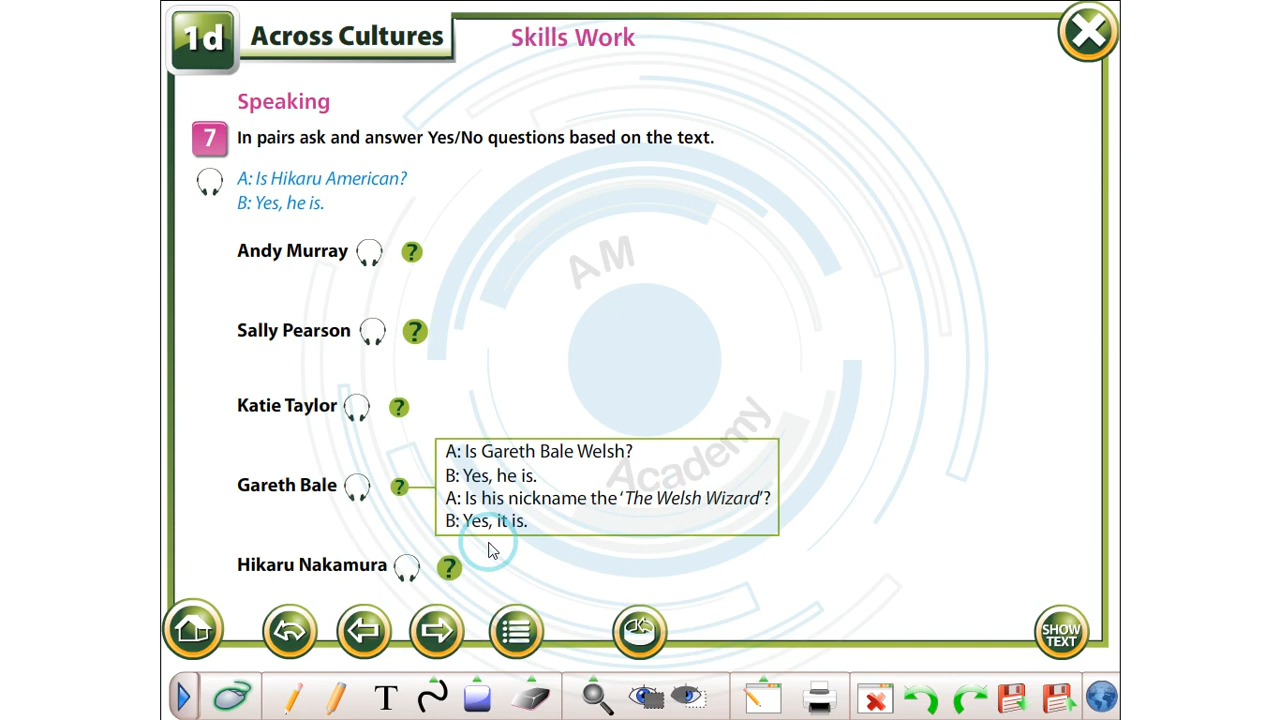 1d
Across Cultures
Skills Work
Speaking
7
In pairs ask and answer Yes/No questions based on the text.
A: Is Hikaru American?
B: Yes, he is.
Andy Murray ?
Sally Pearson ?
Katie Taylor ?
Gareth Bale ?
A: Is Gareth Bale Welsh?
B: Yes, he is.
A: Is his nickname the ‘The Welsh Wizard’?
B: Yes, it is.
Hikaru Nakamura ?
AM
Academy
SHOW
TEXT
T